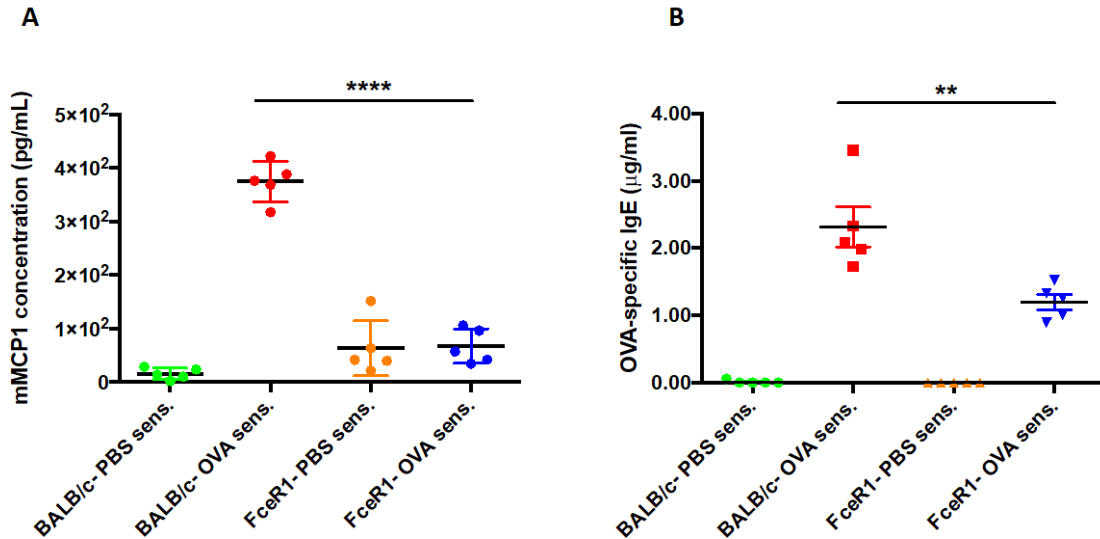 A
B
****
**
mMCP1 concentration (pg/mL)
5×10²
4×10²
3×10²
2×10²
1×10²
0
BALB/c- PBS sens.
BALB/c- OVA sens.
FceR1- PBS sens.
FceR1- OVA sens.
OVA-specific IgE (µg/ml)
4.00
3.00
2.00
1.00
0.00
BALB/c- PBS sens.
BALB/c- OVA sens.
FceR1- PBS sens.
FceR1- OVA sens.